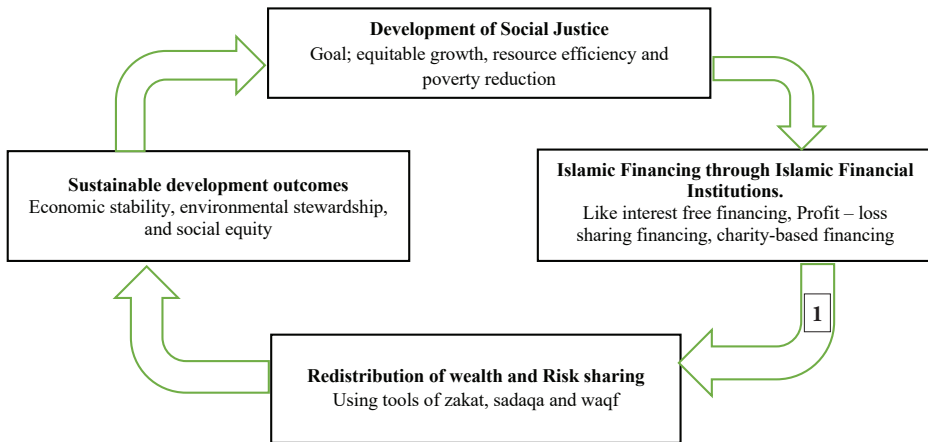 Development of Social Justice
Goal; equitable growth, resource efficiency and
poverty reduction
Sustainable development outcomes
Economic stability, environmental stewardship,
and social equity
Islamic Financing through Islamic Financial
Institutions.
Like interest free financing, Profit – loss
sharing financing, charity-based financing
1
Redistribution of wealth and Risk sharing
Using tools of zakat, sadaqa and waqf